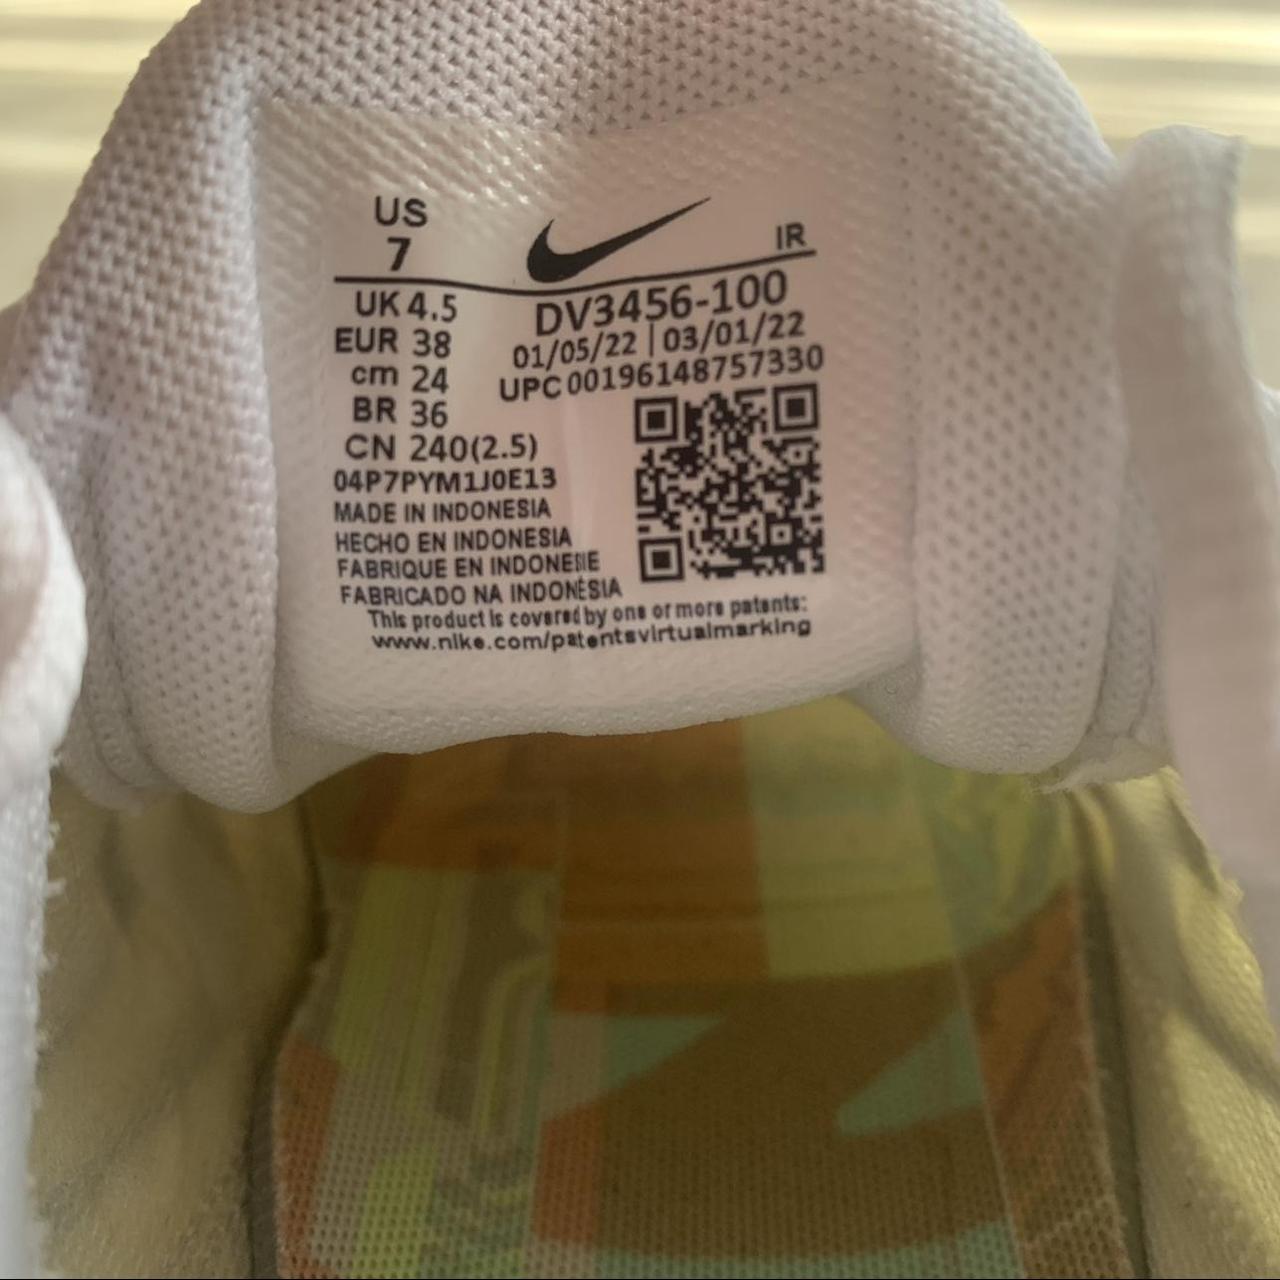 US
7
IR
UK 4.5
EUR 38
cm 24
BR 36
CN 240(2.5)
DV3456-100
01/05/22 | 03/01/22
UPC 00196148757330
04P7PYM1J0E13
MADE IN INDONESIA
HECHO EN INDONESIA
FABRIQUE EN INDONESIE
FABRICADO NA INDONÉSIA
This product is covered by one or more patents:
www.nike.com/patentsvirtualmarking